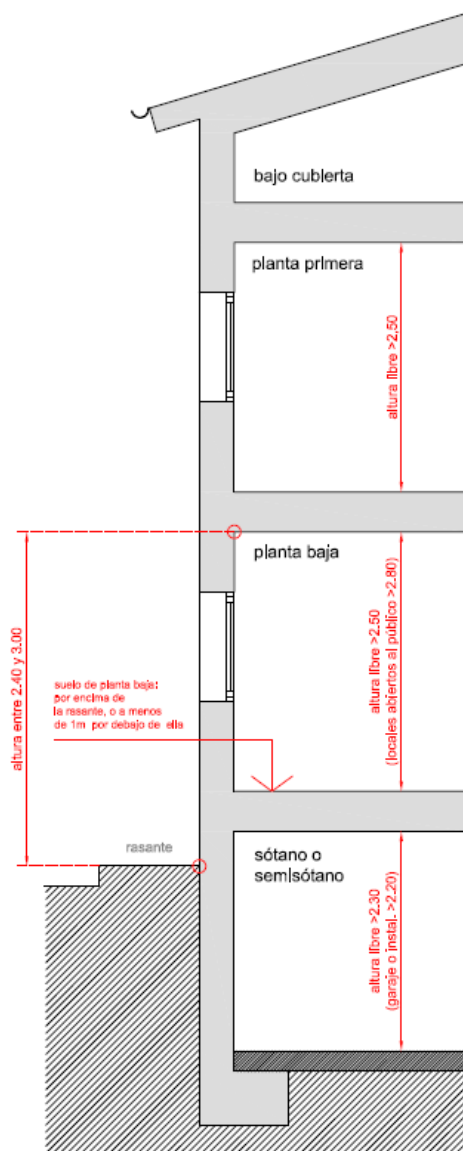 bajo cubierta
planta primera
altura libre >2.50
planta baja
altura libre >2.50
(locales abiertos al público >2.80)
altura entre 2.40 y 3.00
suelo de planta baja:
por encima de
la rasante, o a menos
de 1m por debajo de ella
rasante
sótano o
semisótano
altura libre >2.30
(garaje o instal. >2.20)